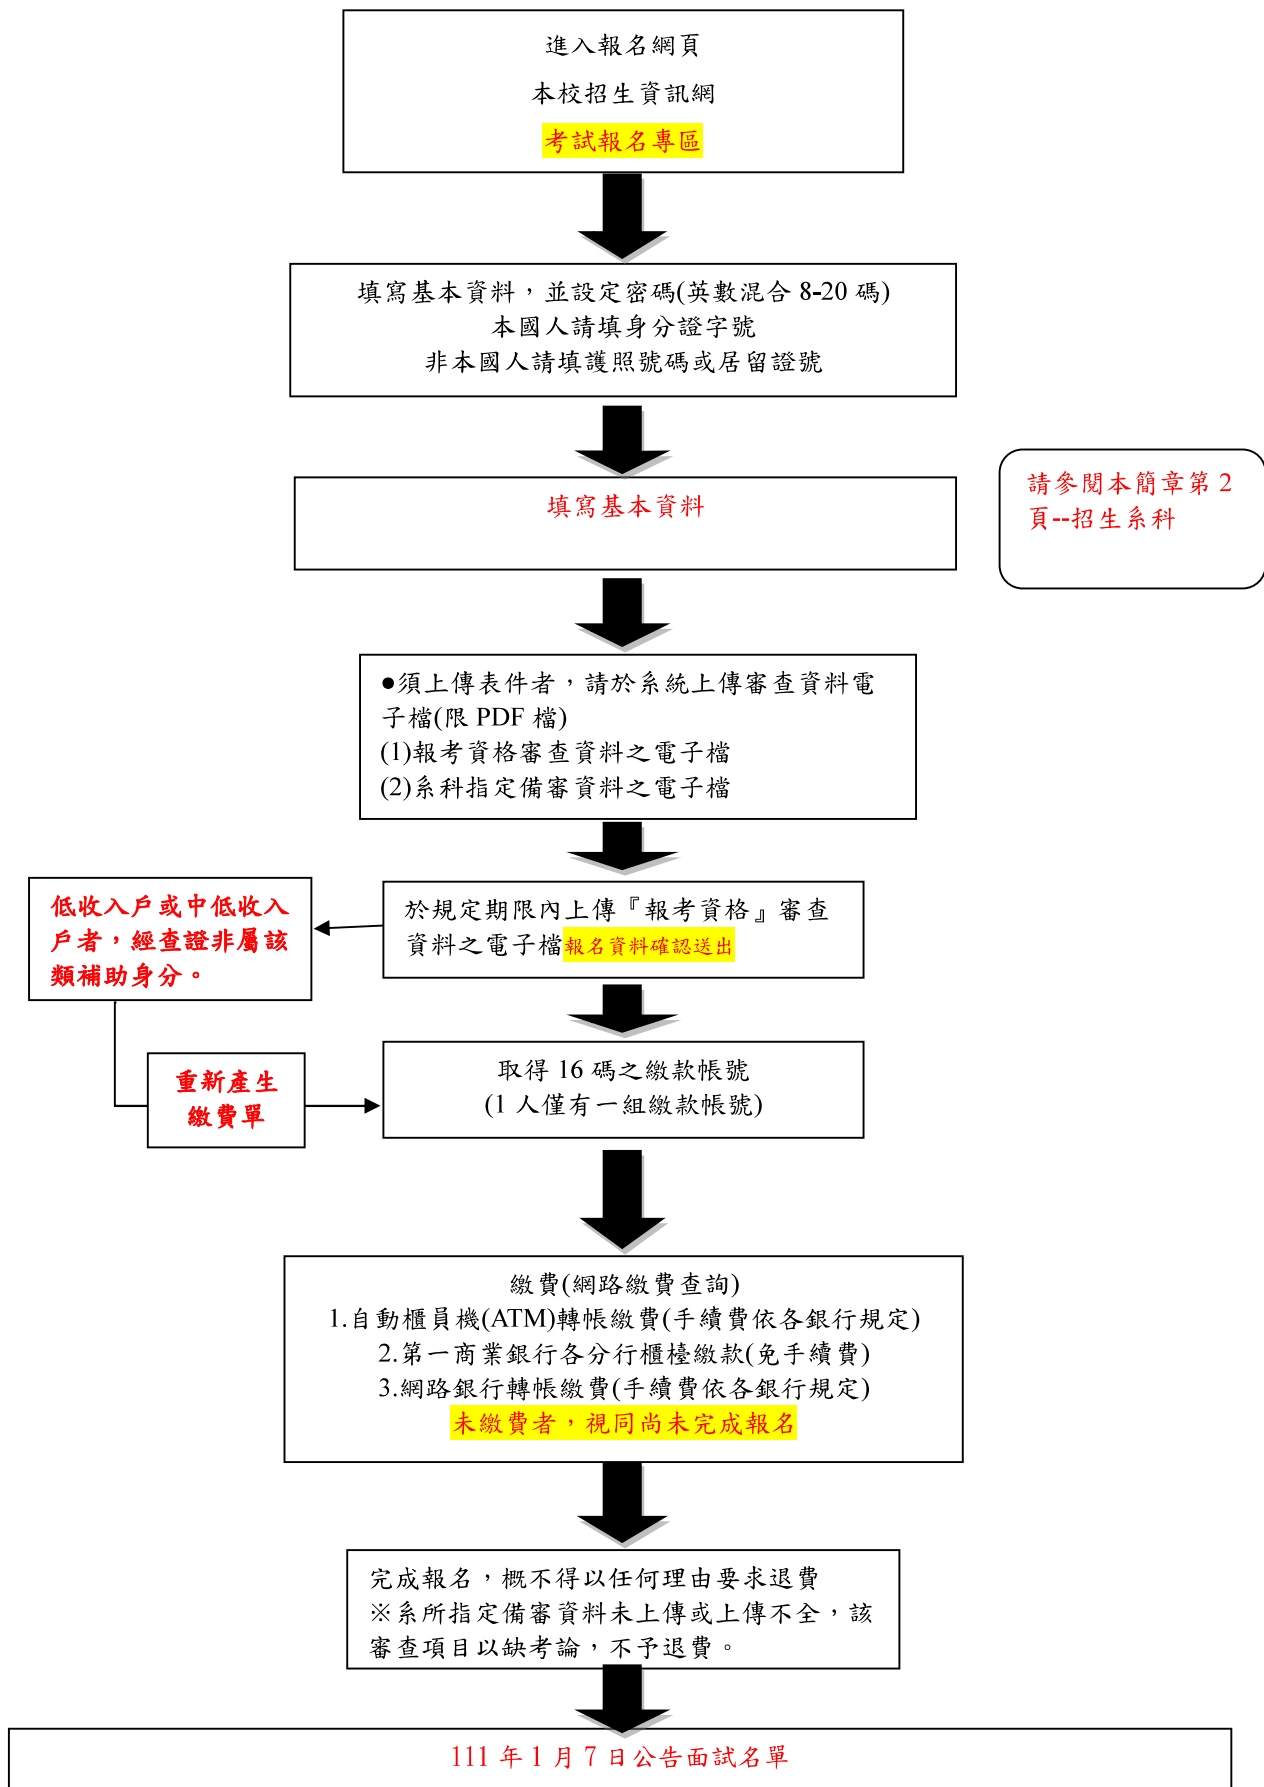 進入報名網頁
本校招生資訊網
考試報名專區
填寫基本資料，並設定密碼(英數混合 8-20 碼)
本國人請填身分證字號
非本國人請填護照號碼或居留證號
填寫基本資料
請參閱本簡章第 2
頁--招生系科
●須上傳表件者，請於系統上傳審查資料電
子檔(限 PDF 檔)
(1)報考資格審查資料之電子檔
(2)系科指定備審資料之電子檔
於規定期限內上傳『報考資格』審查
資料之電子檔報名資料確認送出
低收入戶或中低收入
戶者，經查證非屬該
類補助身分。
重新產生
繳費單
取得 16 碼之繳款帳號
(1 人僅有一組繳款帳號)
繳費(網路繳費查詢)
1.自動櫃員機(ATM)轉帳繳費(手續費依各銀行規定)
2.第一商業銀行各分行櫃檯繳款(免手續費)
3.網路銀行轉帳繳費(手續費依各銀行規定)
未繳費者，視同尚未完成報名
完成報名，概不得以任何理由要求退費
※系所指定備審資料未上傳或上傳不全，該
審查項目以缺考論，不予退費。
111 年 1 月 7 日公告面試名單